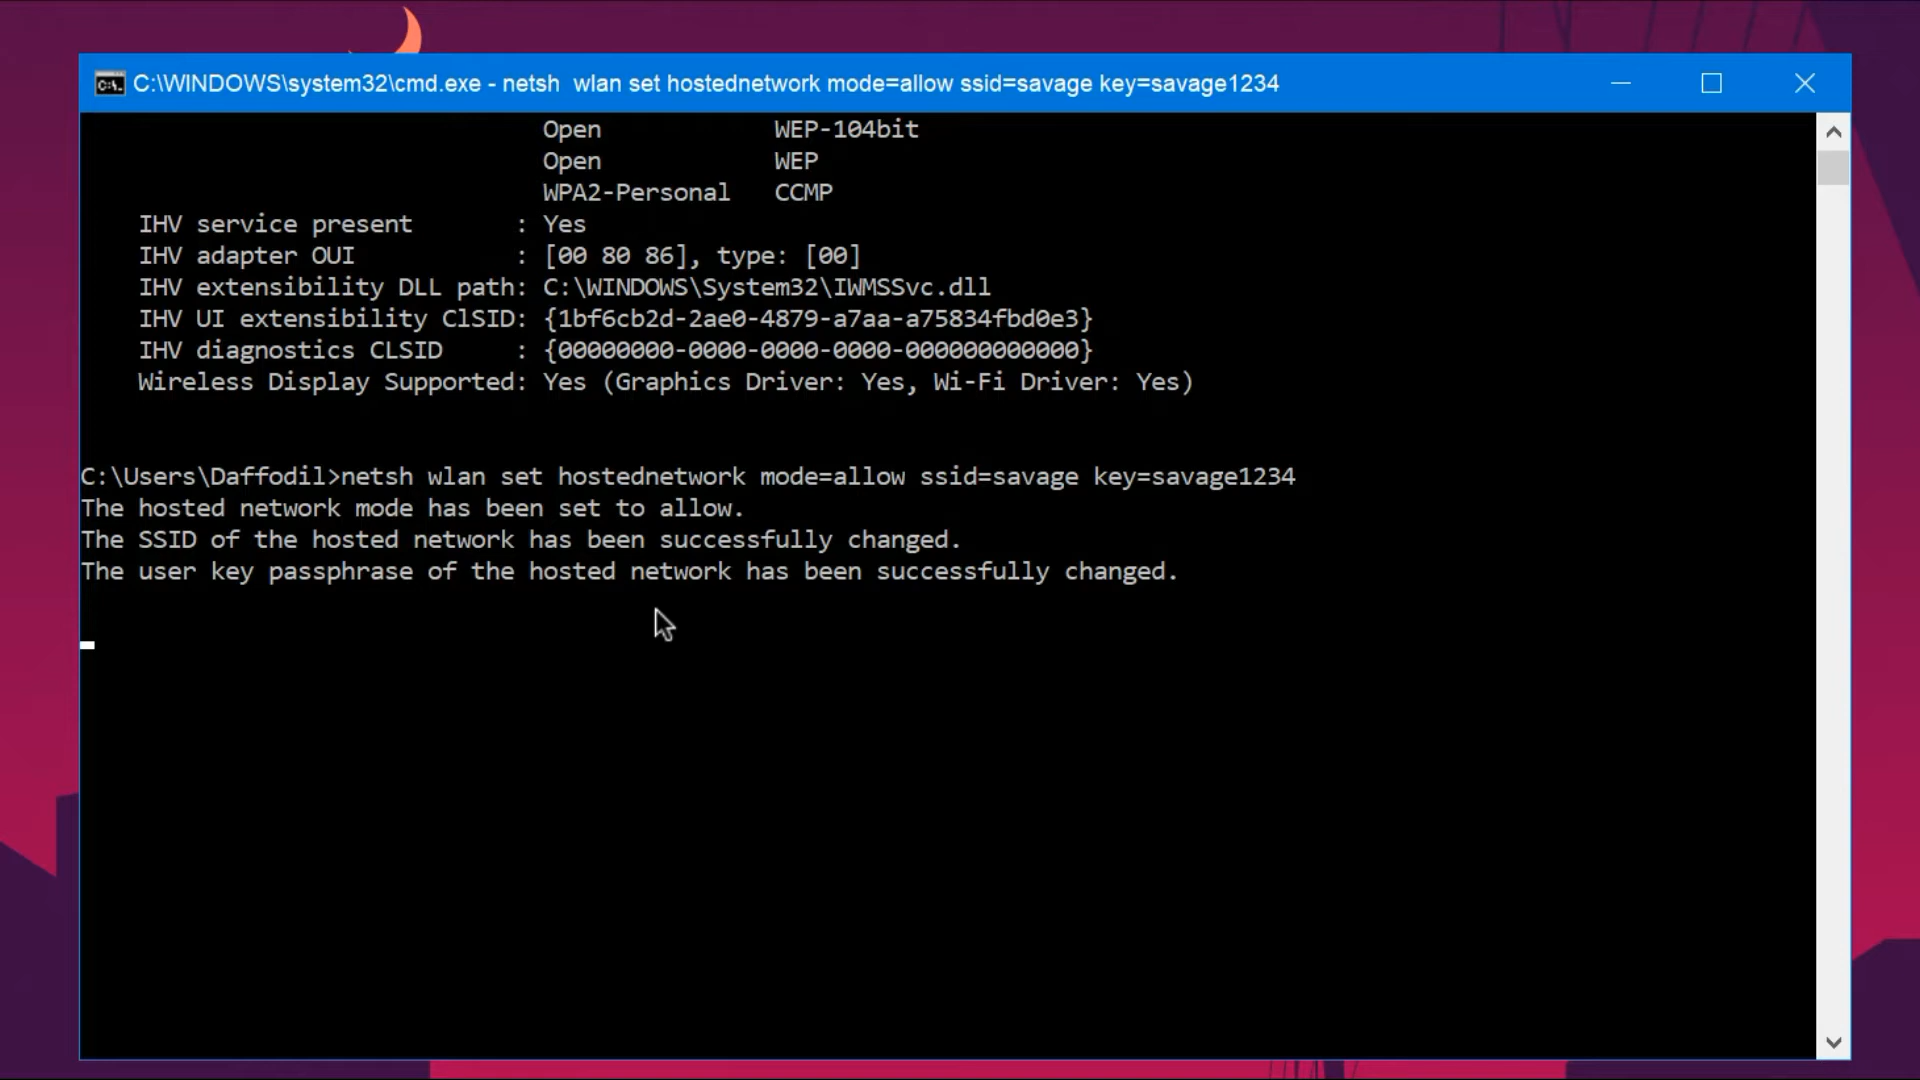 C:\WINDOWS\system32\cmd.exe - netsh  wlan set hostednetwork mode=allow ssid=savage key=savage1234
Open            WEP-104bit
Open            WEP
WPA2-Personal   CCMP
IHV service present       : Yes
IHV adapter OUI           : [00 80 86], type: [00]
IHV extensibility DLL path: C:\WINDOWS\System32\IWMSSvc.dll
IHV UI extensibility ClSID: {1bf6cb2d-2ae0-4879-a7aa-a75834fbd0e3}
IHV diagnostics CLSID     : {00000000-0000-0000-0000-000000000000}
Wireless Display Supported: Yes (Graphics Driver: Yes, Wi-Fi Driver: Yes)
C:\Users\Daffodil>netsh wlan set hostednetwork mode=allow ssid=savage key=savage1234
The hosted network mode has been set to allow.
The SSID of the hosted network has been successfully changed.
The user key passphrase of the hosted network has been successfully changed.